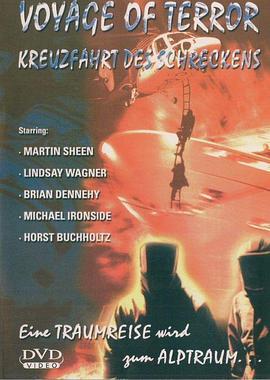 VOYAGE OF TERROR
KREUZFAHRT DES SCHRECKENS
Starring:
· MARTIN SHEEN
· LINDSAY WAGNER
· BRIAN DENNEHY
· MICHAEL IRONSIDE
· HORST BUCHHOLTZ
Eine TRAUMREISE wird
zum ALPTRAUM. . .
DVD
VIDEO